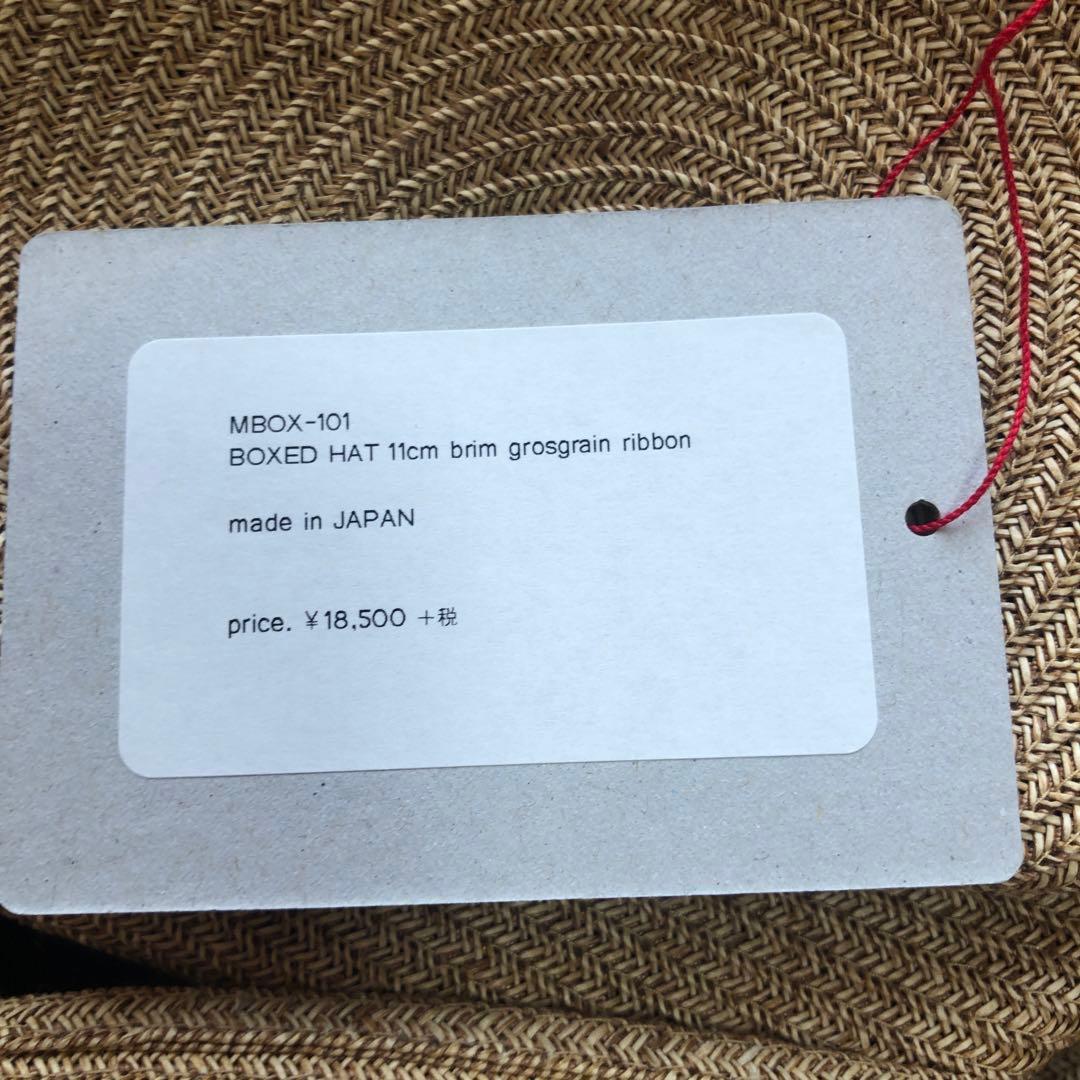 MBOX-101
BOXED HAT 11cm brim grosgrain ribbon
made in JAPAN
price. ¥18,500 +税